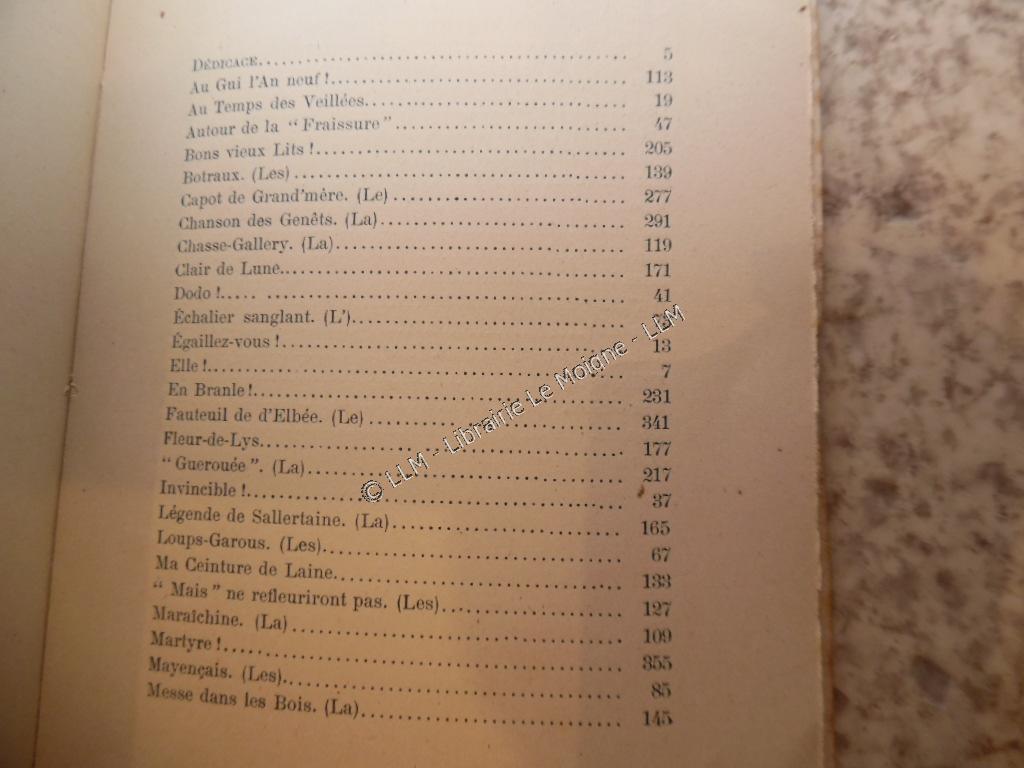 DÉDICACE.......................................... 5
Au Gui l'An neuf !................................ 113
Au Temps des Veillées............................. 19
Autour de la “ Fraissure ”........................ 47
Bons vieux Lits !................................. 205
Botraux. (Les).................................... 139
Capot de Grand'mère. (Le)......................... 277
Chanson des Genêts. (La).......................... 291
Chasse-Gallery. (La).............................. 119
Clair de Lune..................................... 171
Dodo !..... ...................................... 41
Échalier sanglant. (L')...........................
Égaillez-vous !................................... 13
Elle !............. .............................. 7
En Branle !....................................... 231
Fauteuil de d'Elbée. (Le)......................... 341
Fleur-de-Lys...................................... 177
“ Guerouée ”. (La)................................ 217
Invincible !...................................... 37
Légende de Sallertaine. (La)...................... 165
Loups-Garous. (Les)............................... 67
Ma Ceinture de Laine.............................. 133
“ Mais ” ne refleuriront pas. (Les)............... 127
Maraîchine. (La).................................. 109
Martyre !......................................... 355
Mayençais. (Les).................................. 85
Messe dans les Bois. (La)......................... 145
© LLM - Librairie Le Moigne - LLM